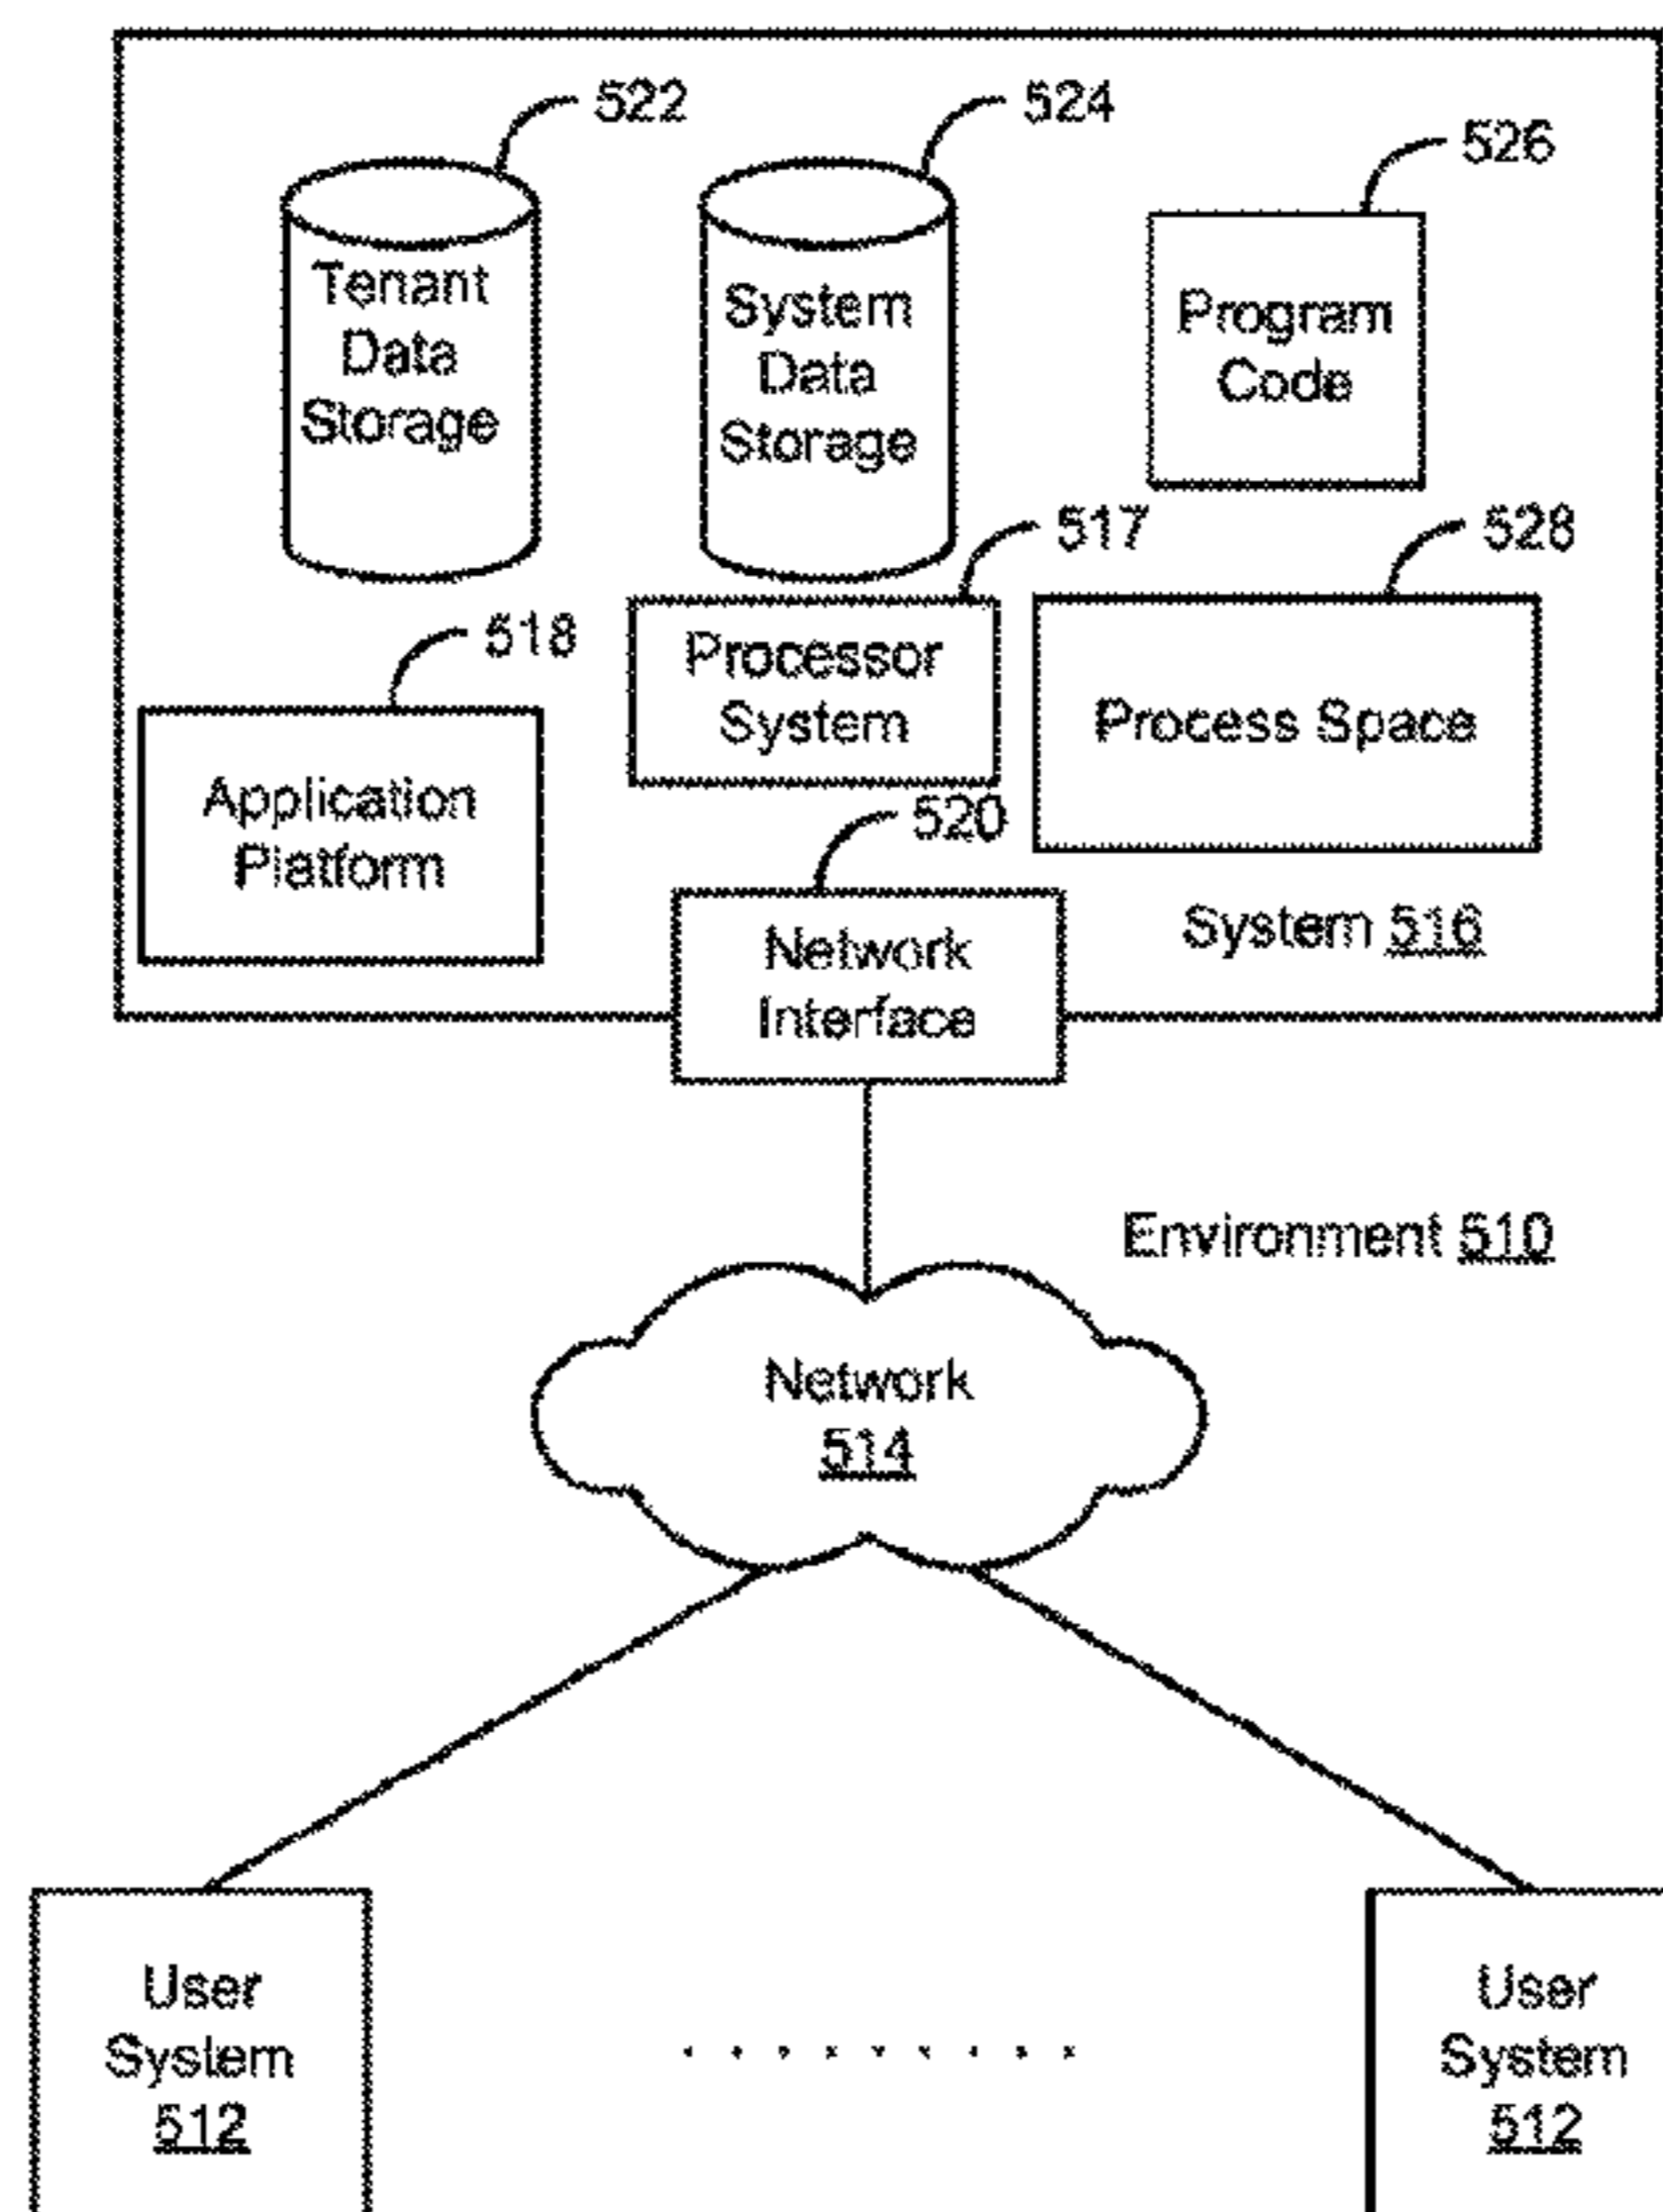 522
524
526
Tenant
Data
Storage
System
Data
Storage
Program
Code
517
528
518
Processor
System
Process Space
Application
Platform
520
Network
Interface
System 516
Environment 510
Network
514
User
System
512
User
System
512